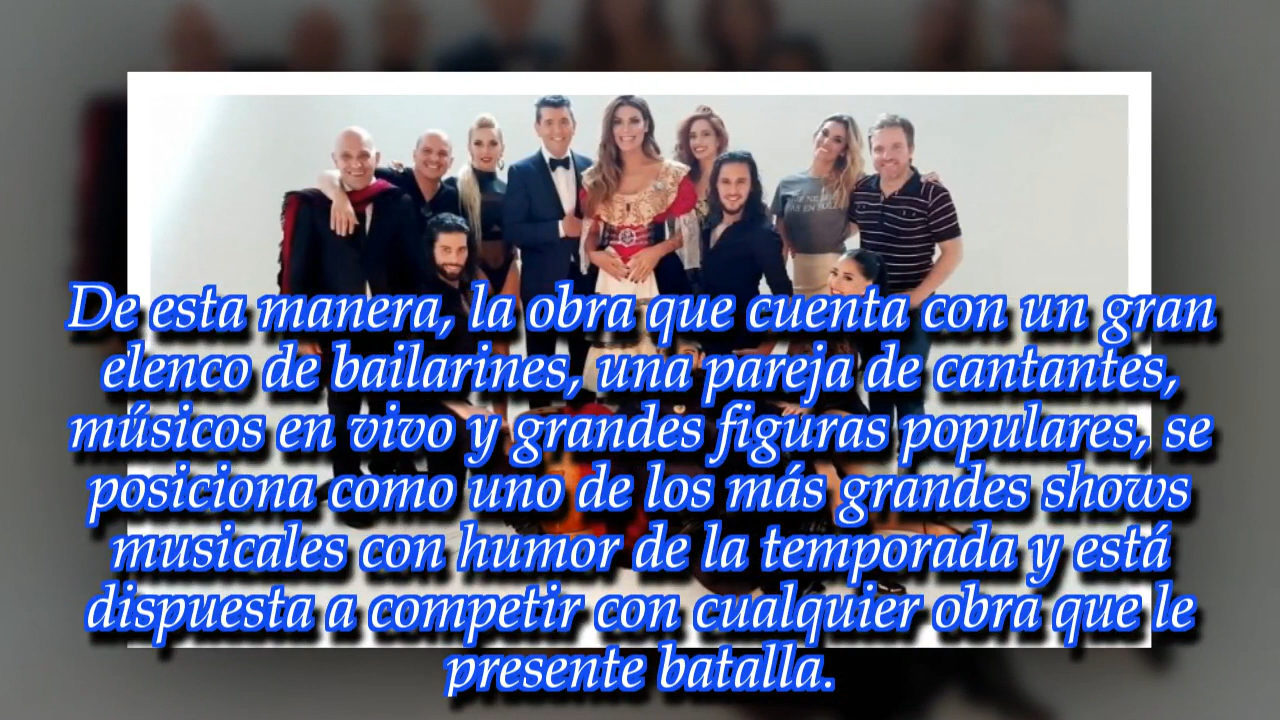 De esta manera, la obra que cuenta con un gran
elenco de bailarines, una pareja de cantantes,
músicos en vivo y grandes figuras populares, se
posiciona como uno de los más grandes shows
musicales con humor de la temporada y está
dispuesta a competir con cualquier obra que le
presente batalla.